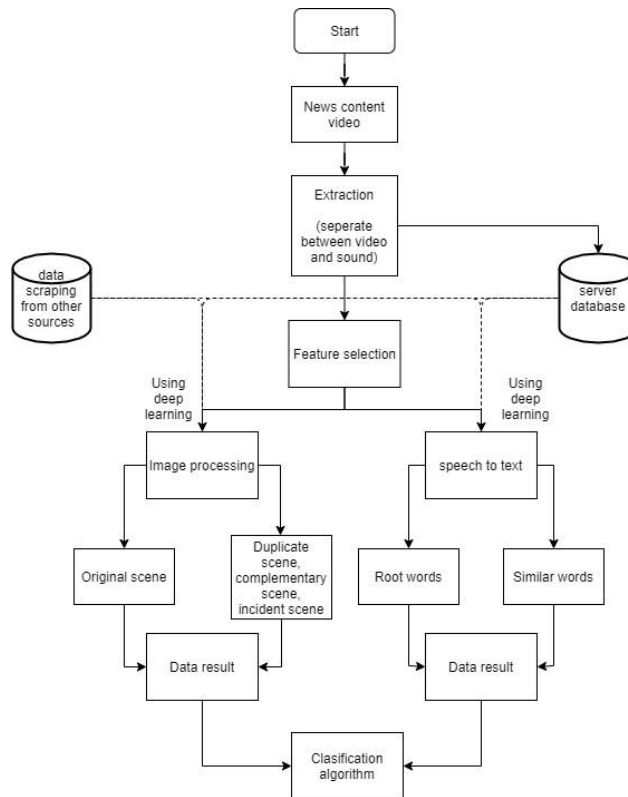 Start
News content
video
Extraction
(seperate
between video
and sound)
data
scraping
from other
sources
server
database
Feature selection
Using
deep
learning
Using
deep
learning
Image processing
speech to text
Original scene
Duplicate
scene,
complementary
scene,
incident scene
Root words
Similar words
Data result
Data result
Clasification
algorithm